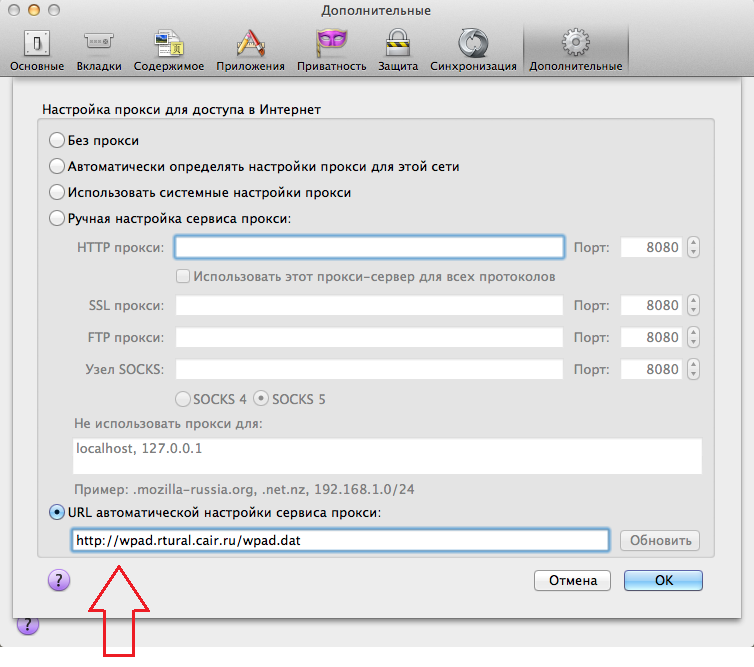 Дополнительные
Основные Вкладки Содержимое Приложения Приватность Защита Синхронизация Дополнительные
Настройка прокси для доступа в Интернет
Без прокси
Автоматически определять настройки прокси для этой сети
Использовать системные настройки прокси
Ручная настройка сервиса прокси:
HTTP прокси: Порт: 8080
Использовать этот прокси-сервер для всех протоколов
SSL прокси: Порт: 8080
FTP прокси: Порт: 8080
Узел SOCKS: Порт: 8080
SOCKS 4 SOCKS 5
Не использовать прокси для:
localhost, 127.0.0.1
Пример: .mozilla-russia.org, .net.nz, 192.168.1.0/24
URL автоматической настройки сервиса прокси:
http://wpad.rtural.cair.ru/wpad.dat Обновить
? Отмена OK
?